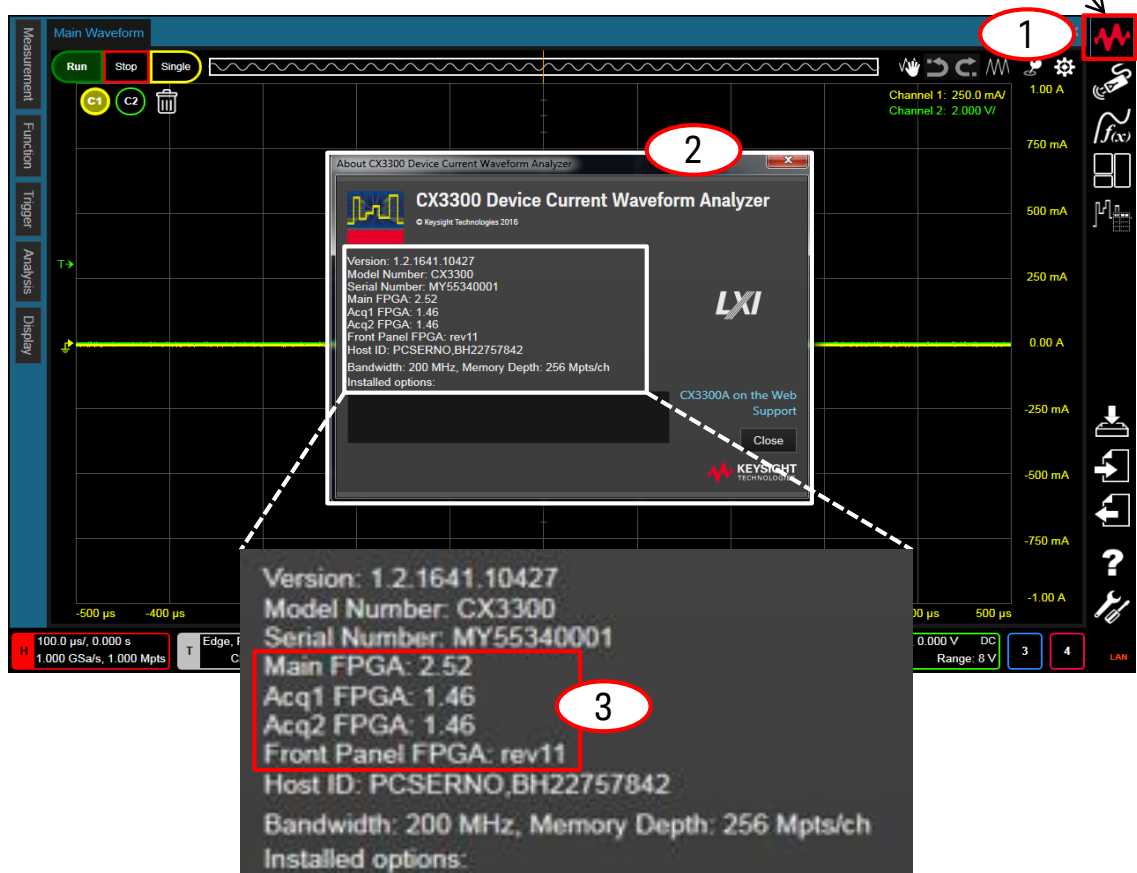 Main Waveform
1
Run Stop Single
C1 C2
Channel 1: 250.0 mA/
Channel 2: 2.000 V/
Measurement
Function
Trigger
Analysis
Display
f(x)
1.00 A
750 mA
500 mA
250 mA
0.00 A
-250 mA
-500 mA
-750 mA
-1.00 A
T
2
About CX3300 Device Current Waveform Analyzer
CX3300 Device Current Waveform Analyzer
© Keysight Technologies 2016
Version: 1.2.1641.10427
Model Number: CX3300
Serial Number: MY55340001
Main FPGA: 2.52
Acq1 FPGA: 1.46
Acq2 FPGA: 1.46
Front Panel FPGA: rev11
Host ID: PCSERNO,BH22757842
Bandwidth: 200 MHz, Memory Depth: 256 Mpts/ch
Installed options:
LXI
CX3300A on the Web
Support
Close
KEYSIGHT
TECHNOLOGIES
?
-500 µs -400 µs
500 µs
H 100.0 µs/, 0.000 s
1.000 GSa/s, 1.000 Mpts
T Edge,
0.000 V DC
Range: 8 V
3 4
LAN
Version: 1.2.1641.10427
Model Number: CX3300
Serial Number: MY55340001
Main FPGA: 2.52
Acq1 FPGA: 1.46
Acq2 FPGA: 1.46
Front Panel FPGA: rev11
3
Host ID: PCSERNO,BH22757842
Bandwidth: 200 MHz, Memory Depth: 256 Mpts/ch
Installed options: